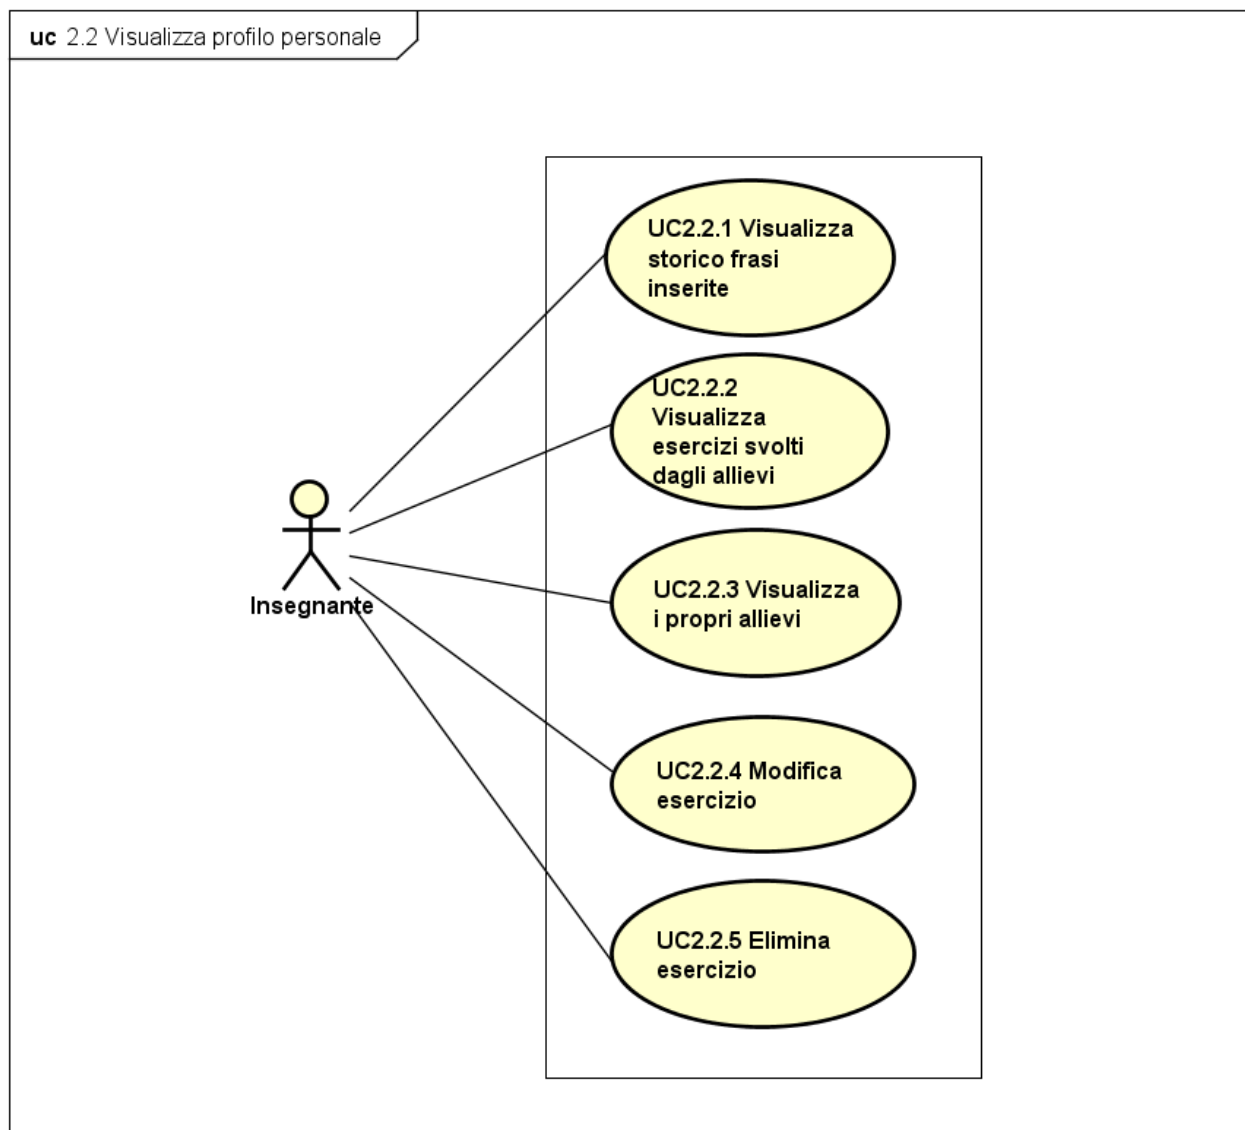 uc 2.2 Visualizza profilo personale
UC2.2.1 Visualizza
storico frasi
inserite
UC2.2.2
Visualizza
esercizi svolti
dagli allievi
Insegnante
UC2.2.3 Visualizza
i propri allievi
UC2.2.4 Modifica
esercizio
UC2.2.5 Elimina
esercizio